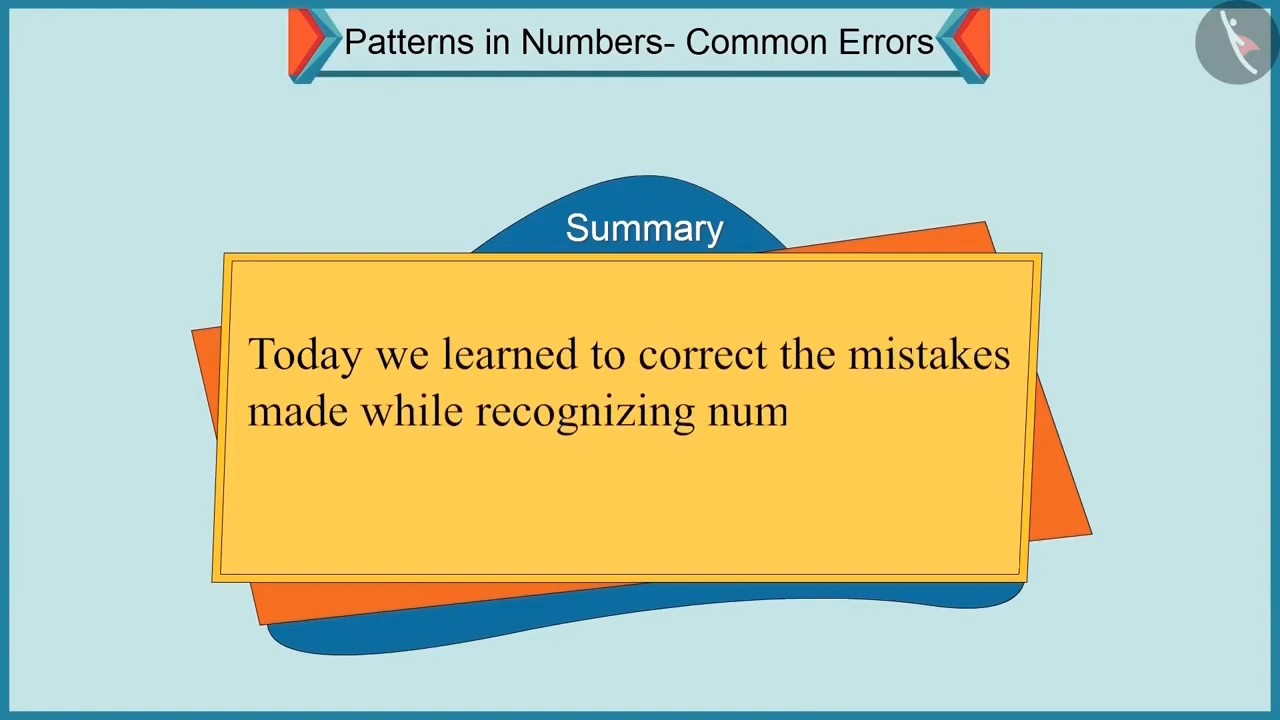 Patterns in Numbers- Common Errors
Summary
Today we learned to correct the mistakes
made while recognizing num